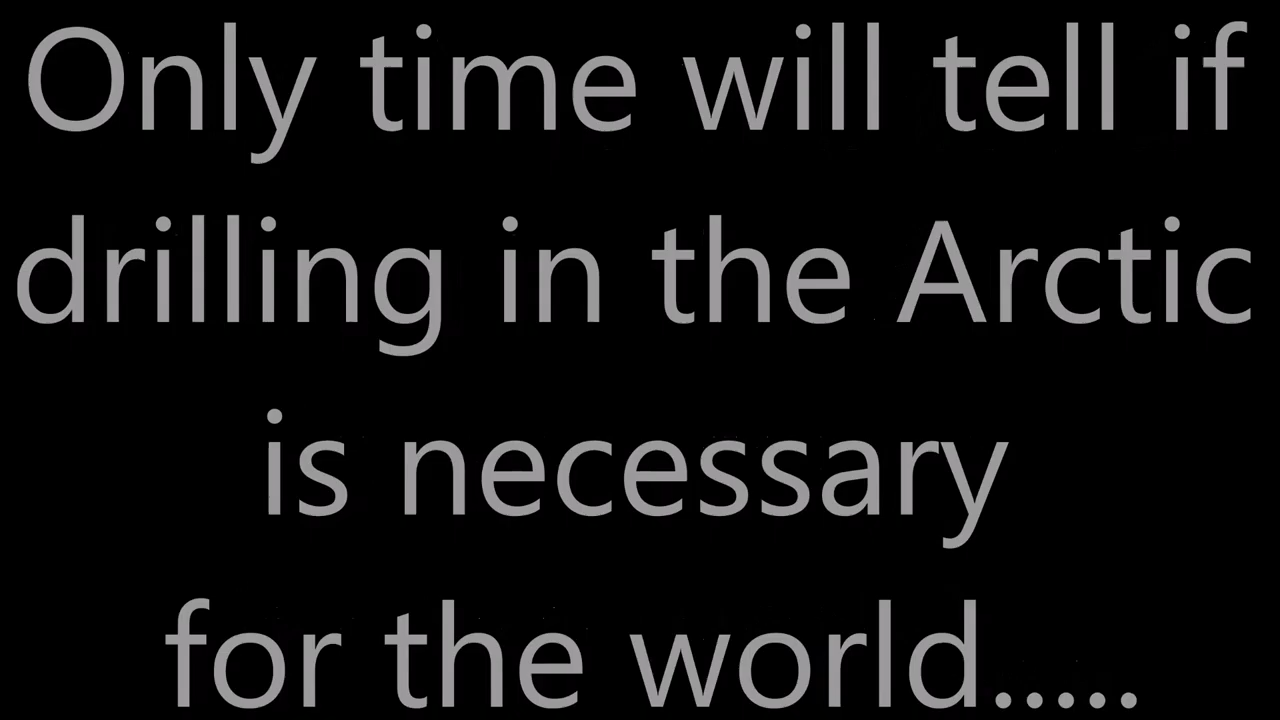 Only time will tell if
drilling in the Arctic
is necessary
for the world.....